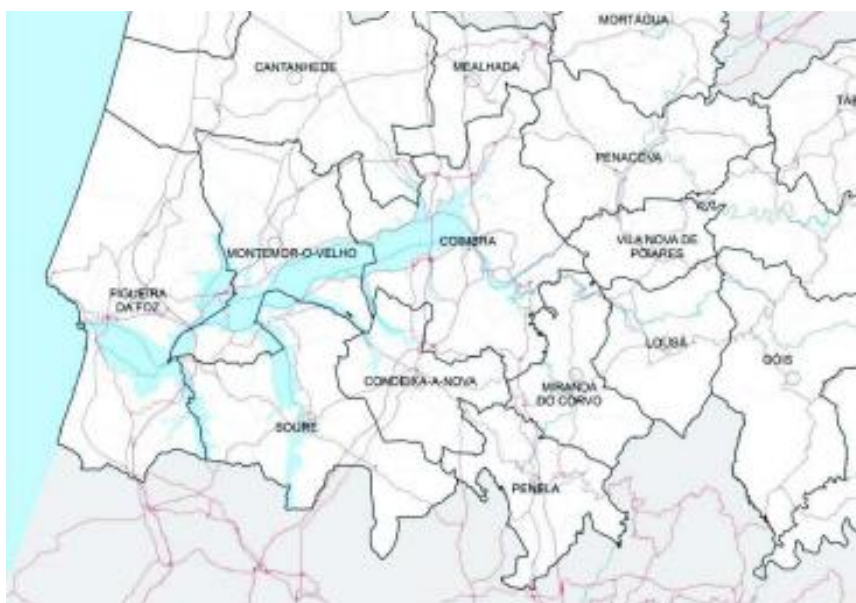 MORTÁGUA
CANTANHEDE
MEALHADA
PENACOVA
COIMBRA
MONTEMOR-O-VELHO
VILA NOVA DE
POIARES
FIGUEIRA
DA FOZ
LOUSÃ
GÓIS
CONDEIXA-A-NOVA
MIRANDA
DO CORVO
SOURE
PENELA